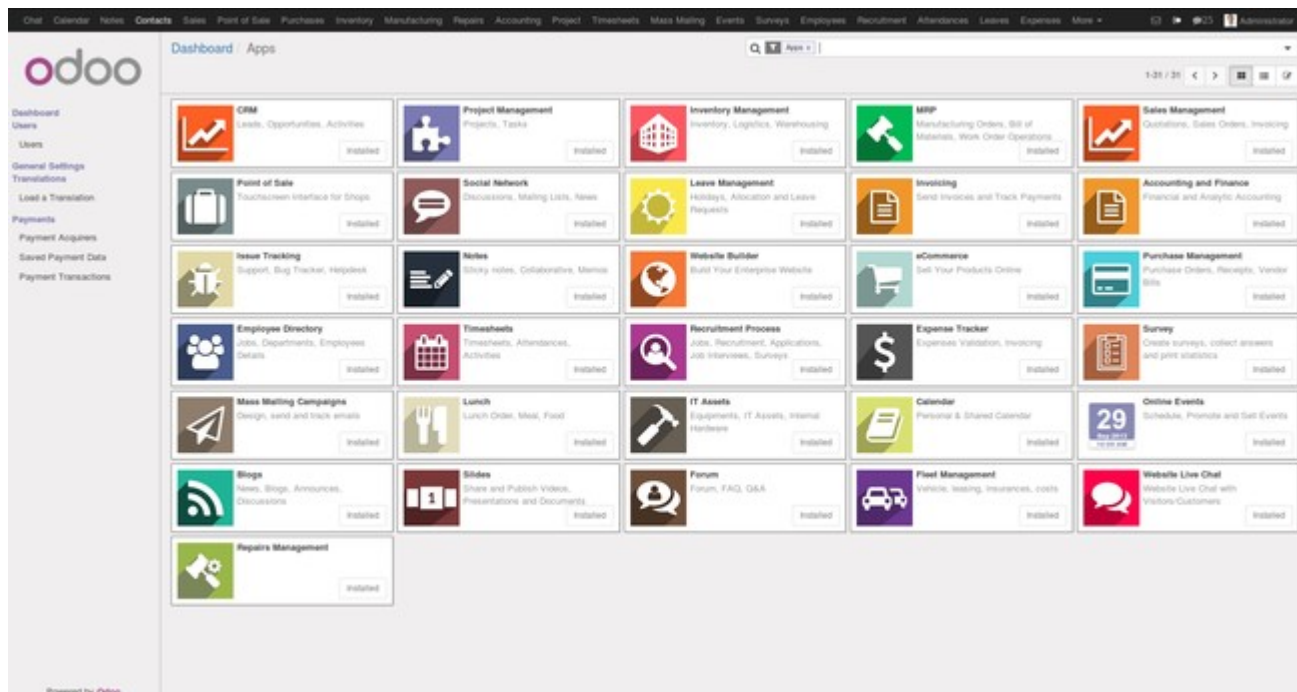 Chat Calendar Notes Contacts Sales Point of Sale Purchases Inventory Manufacturing Repairs Accounting Project Timesheets Mass Mailing Events Surveys Employees Recruitment Attendances Leaves Expenses More 25 Administrator
odoo
Dashboard / Apps
Apps x
1-31 / 31
Dashboard
Users
Users
General Settings
Translations
Load a Translation
Payments
Payment Acquirers
Saved Payment Data
Payment Transactions
CRM
Leads, Opportunities, Activities
Installed
Project Management
Projects, Tasks
Installed
Inventory Management
Inventory, Logistics, Warehousing
Installed
MRP
Manufacturing Orders, Bill of
Materials, Work Order Operations...
Installed
Sales Management
Quotations, Sales Orders, Invoicing
Installed
Point of Sale
Touchscreen Interface for Shops
Installed
Social Network
Discussions, Mailing Lists, News
Installed
Leave Management
Holidays, Allocation and Leave
Requests
Installed
Invoicing
Send Invoices and Track Payments
Installed
Accounting and Finance
Financial and Analytic Accounting
Installed
Issue Tracking
Support, Bug Tracker, Helpdesk
Installed
Notes
Sticky notes, Collaborative, Memos
Installed
Website Builder
Build Your Enterprise Website
Installed
eCommerce
Sell Your Products Online
Installed
Purchase Management
Purchase Orders, Receipts, Vendor
Bills
Installed
Employee Directory
Jobs, Departments, Employees
Details
Installed
Timesheets
Timesheets, Attendances,
Activities
Installed
Recruitment Process
Jobs, Recruitment, Applications,
Job Interviews, Surveys
Installed
Expense Tracker
Expenses Validation, Invoicing
Installed
Survey
Create surveys, collect answers
and print statistics
Installed
Mass Mailing Campaigns
Design, send and track emails
Installed
Lunch
Lunch Order, Meal, Food
Installed
IT Assets
Equipments, IT Assets, Internal
Hardware
Installed
Calendar
Personal & Shared Calendar
Installed
29
Online Events
Schedule, Promote and Sell Events
Installed
Blogs
News, Blogs, Announces,
Discussions
Installed
1
Slides
Share and Publish Videos,
Presentations and Documents
Installed
Forum
Forum, FAQ, Q&A
Installed
Fleet Management
Vehicle, leasing, insurances, costs
Installed
Website Live Chat
Website Live Chat with
Visitors/Customers
Installed
Repairs Management
Installed
Powered by Odoo